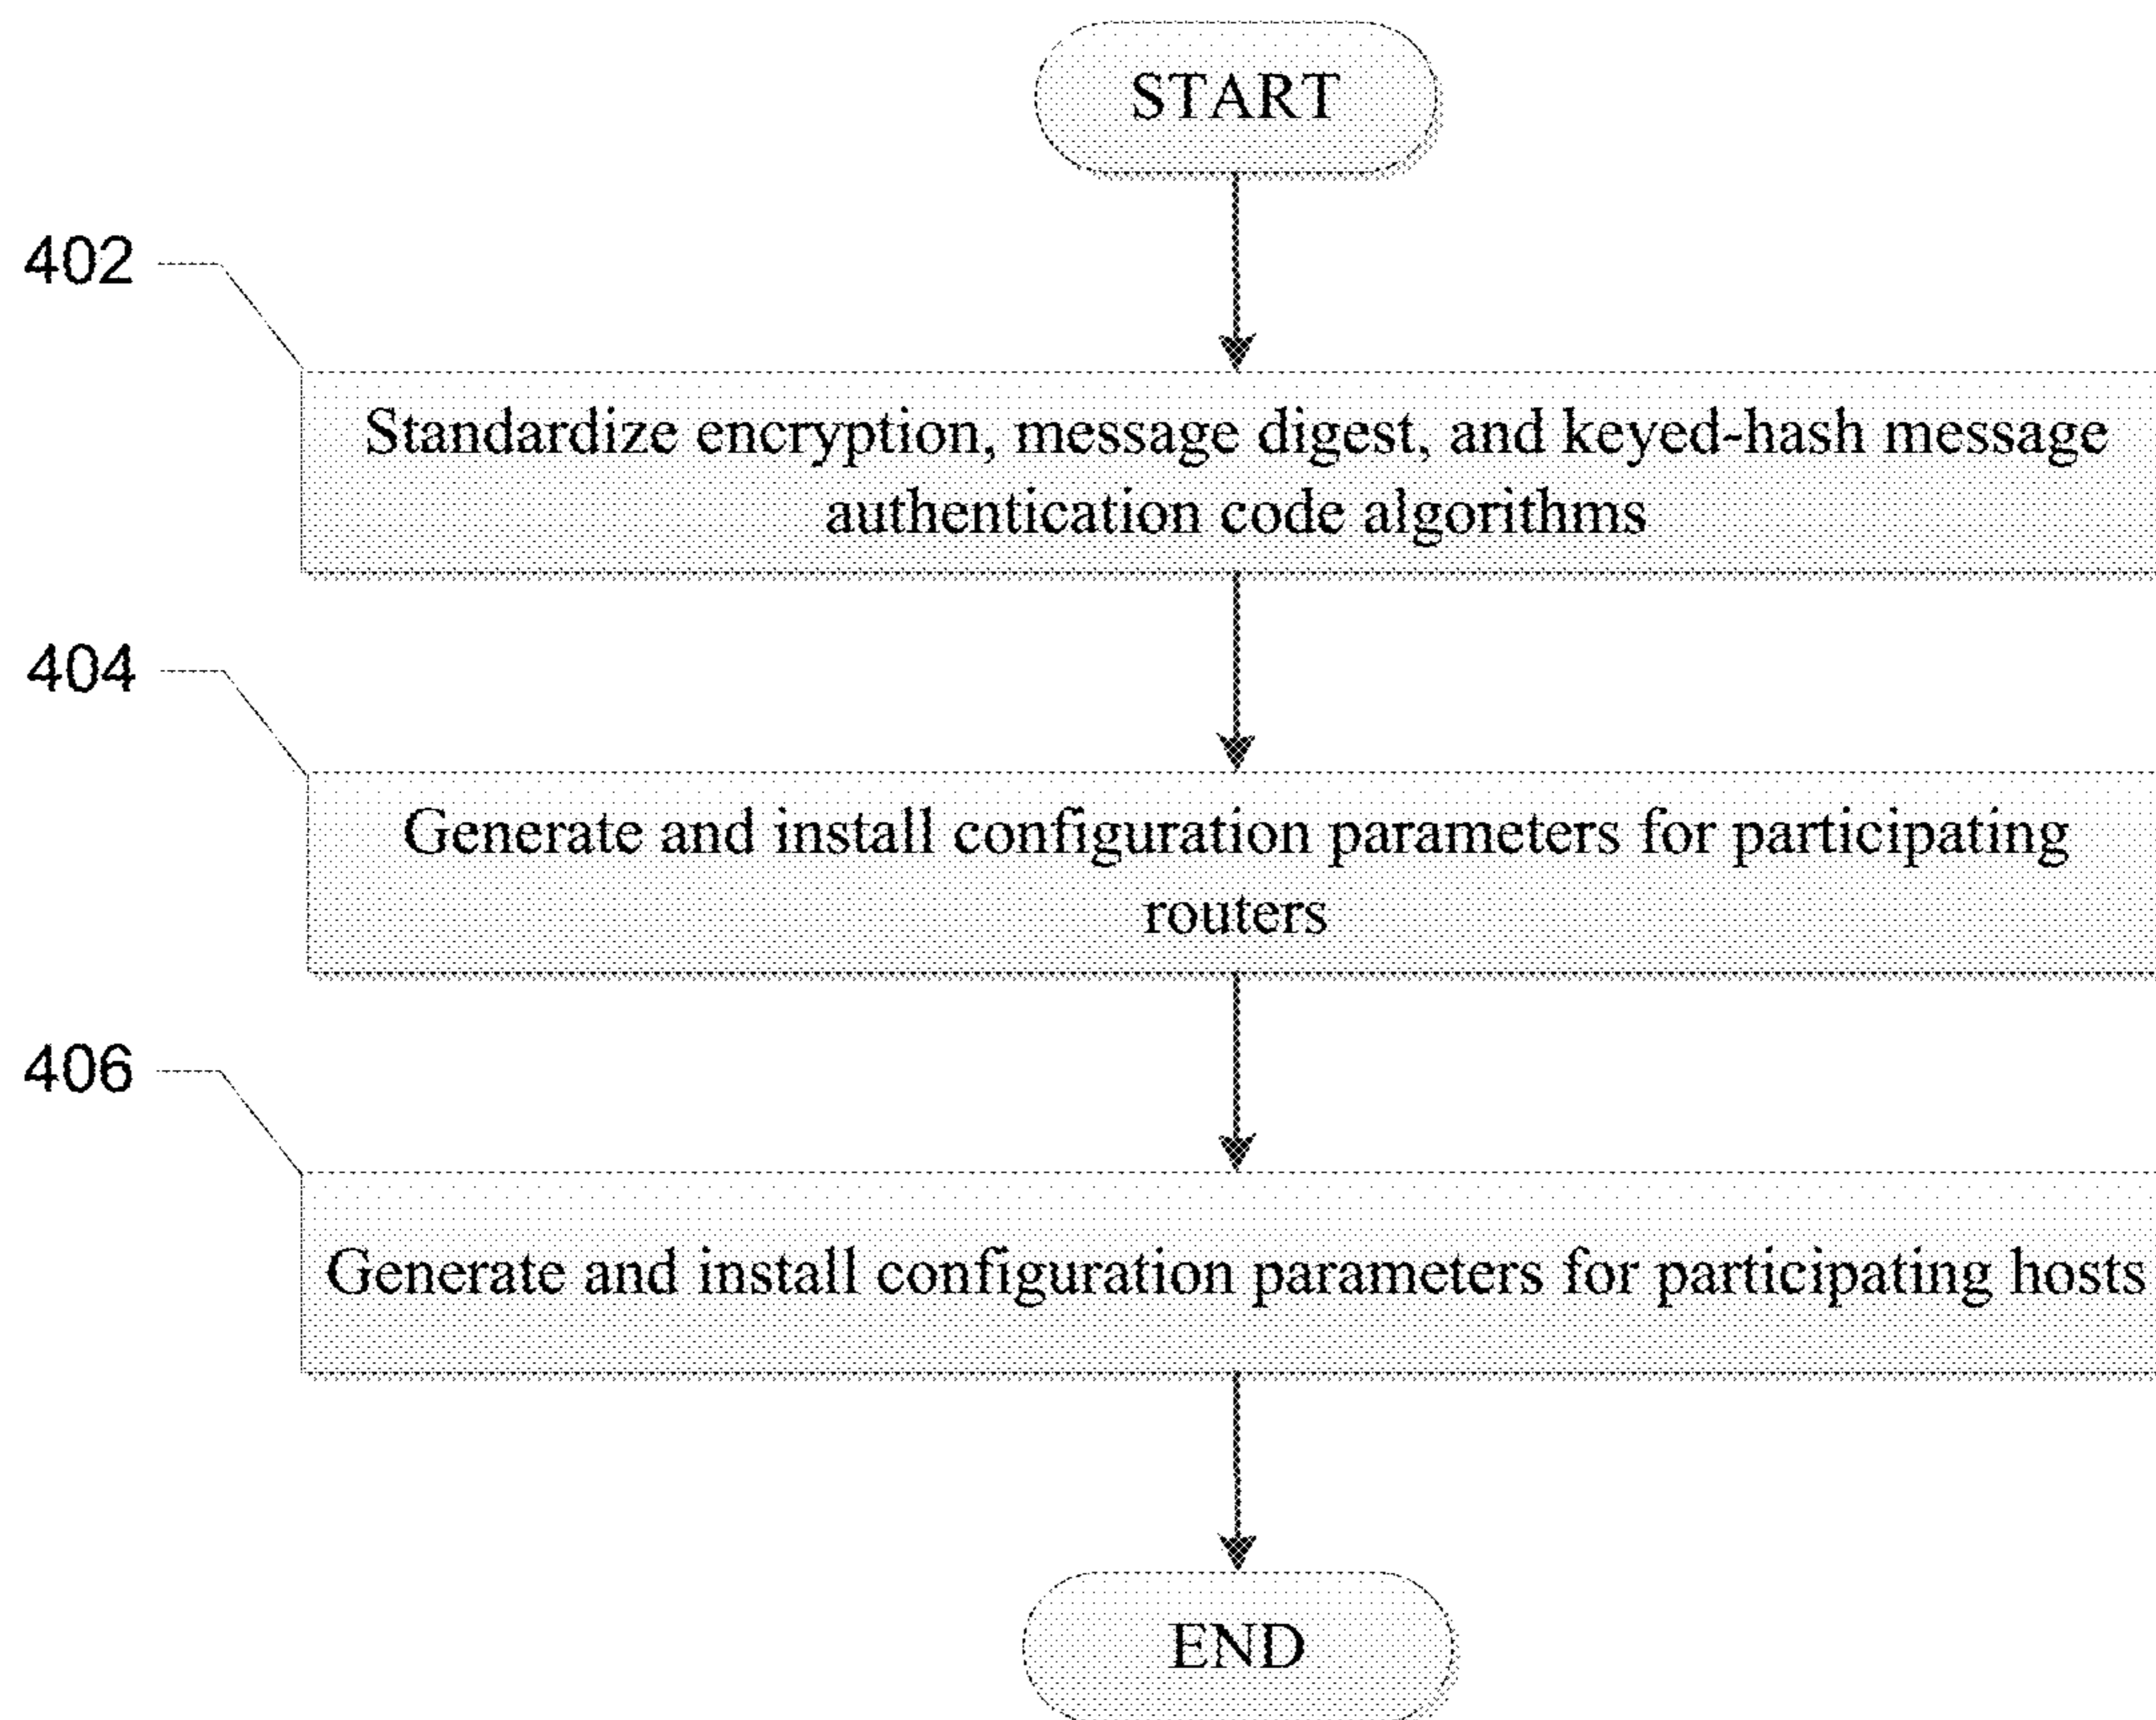 START
402
Standardize encryption, message digest, and keyed-hash message
authentication code algorithms
404
Generate and install configuration parameters for participating
routers
406
Generate and install configuration parameters for participating hosts
END